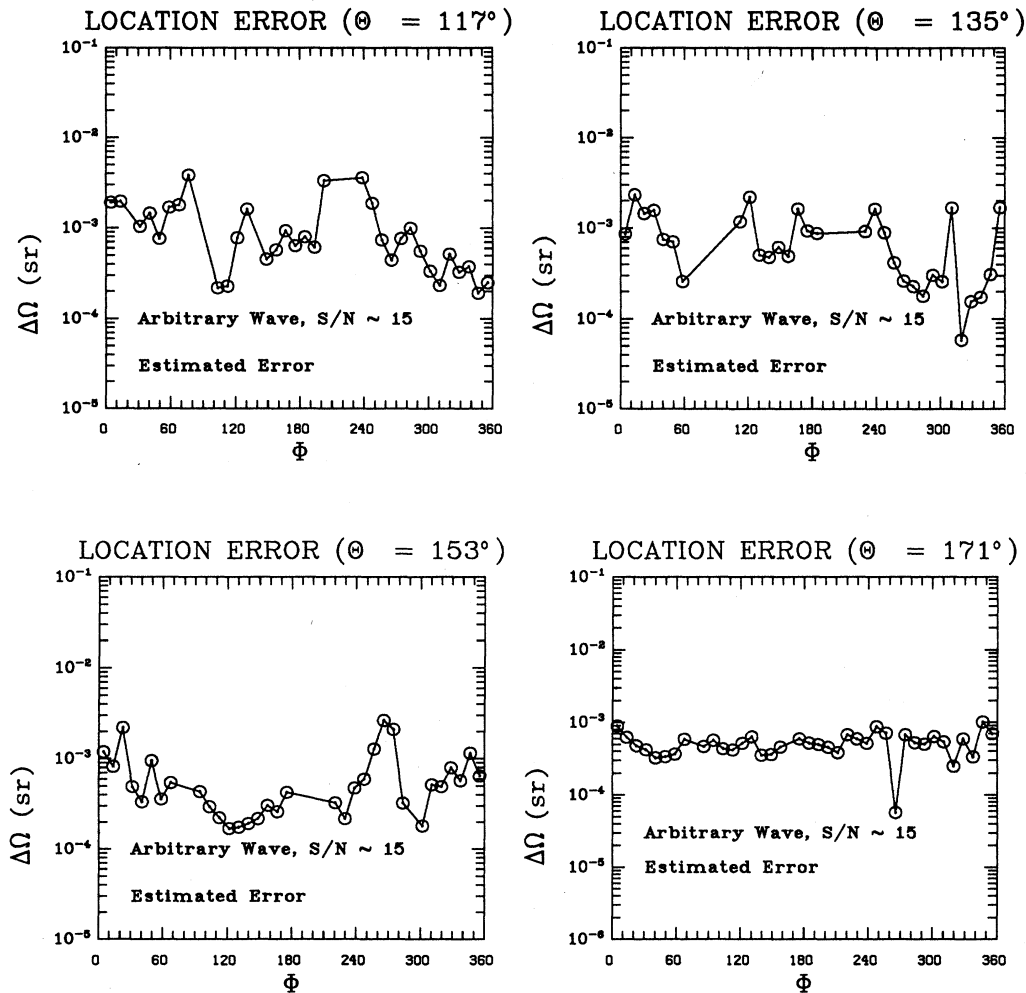 LOCATION ERROR (Θ = 117°)
10⁻¹
10⁻²
10⁻³
10⁻⁴
10⁻⁵
ΔΩ (sr)
Arbitrary Wave, S/N ~ 15
Estimated Error
0 60 120 180 240 300 360
Φ
LOCATION ERROR (Θ = 135°)
10⁻¹
10⁻²
10⁻³
10⁻⁴
10⁻⁵
ΔΩ (sr)
Arbitrary Wave, S/N ~ 15
Estimated Error
0 60 120 180 240 300 360
Φ
LOCATION ERROR (Θ = 153°)
10⁻¹
10⁻²
10⁻³
10⁻⁴
10⁻⁵
ΔΩ (sr)
Arbitrary Wave, S/N ~ 15
Estimated Error
0 60 120 180 240 300 360
Φ
LOCATION ERROR (Θ = 171°)
10⁻¹
10⁻²
10⁻³
10⁻⁴
10⁻⁵
10⁻⁶
ΔΩ (sr)
Arbitrary Wave, S/N ~ 15
Estimated Error
0 60 120 180 240 300 360
Φ